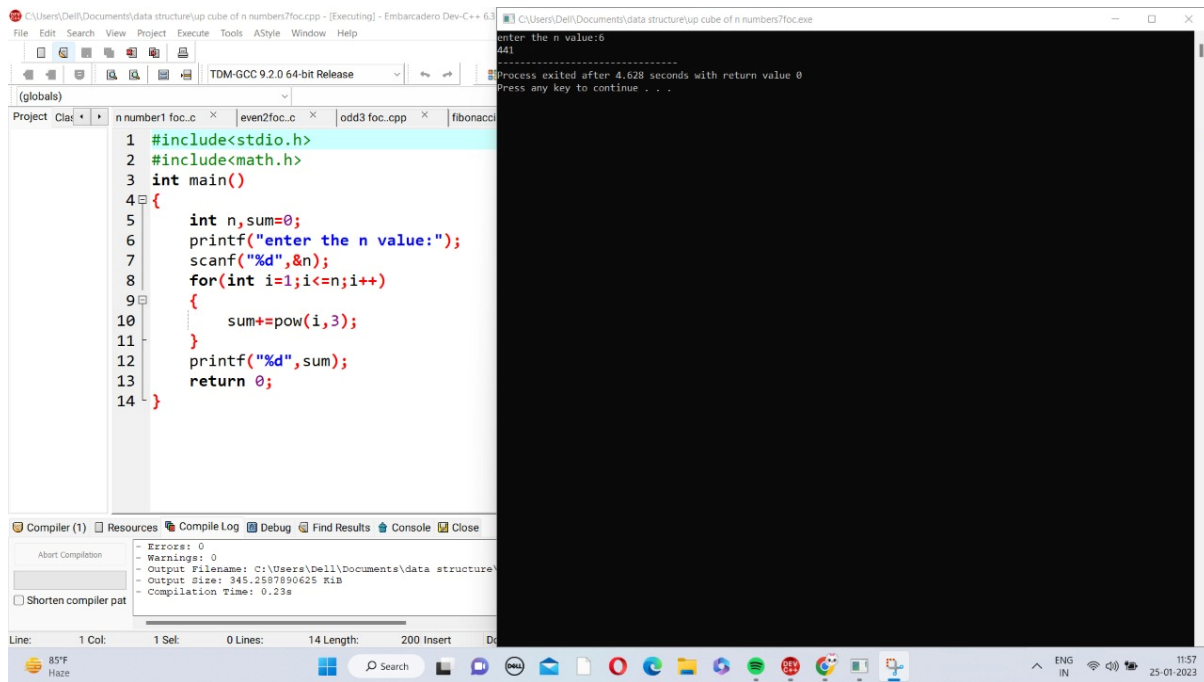 C:\Users\Dell\Documents\data structure\up cube of n numbers7foc.cpp - [Executing] - Embarcadero Dev-C++ 6.3
File Edit Search View Project Execute Tools AStyle Window Help
TDM-GCC 9.2.0 64-bit Release
(globals)
Project Clas
n number1 foc..c × even2foc..c × odd3 foc..cpp × fibonacci
1 #include<stdio.h>
2 #include<math.h>
3 int main()
4 {
5 int n,sum=0;
6 printf("enter the n value:");
7 scanf("%d",&n);
8 for(int i=1;i<=n;i++)
9 {
10 sum+=pow(i,3);
11 }
12 printf("%d",sum);
13 return 0;
14 }
Compiler (1) Resources Compile Log Debug Find Results Console Close
Abort Compilation
Shorten compiler pat
- Errors: 0
- Warnings: 0
- Output Filename: C:\Users\Dell\Documents\data structure\
- Output Size: 345.2587890625 KiB
- Compilation Time: 0.23s
Line: 1 Col: 1 Sel: 0 Lines: 14 Length: 200 Insert Do
C:\Users\Dell\Documents\data structure\up cube of n numbers7foc.exe
enter the n value:6
441
--------------------------------
Process exited after 4.628 seconds with return value 0
Press any key to continue . . .
85°F
Haze
Search
DELL
DEV
C++
ENG
IN
11:57
25-01-2023